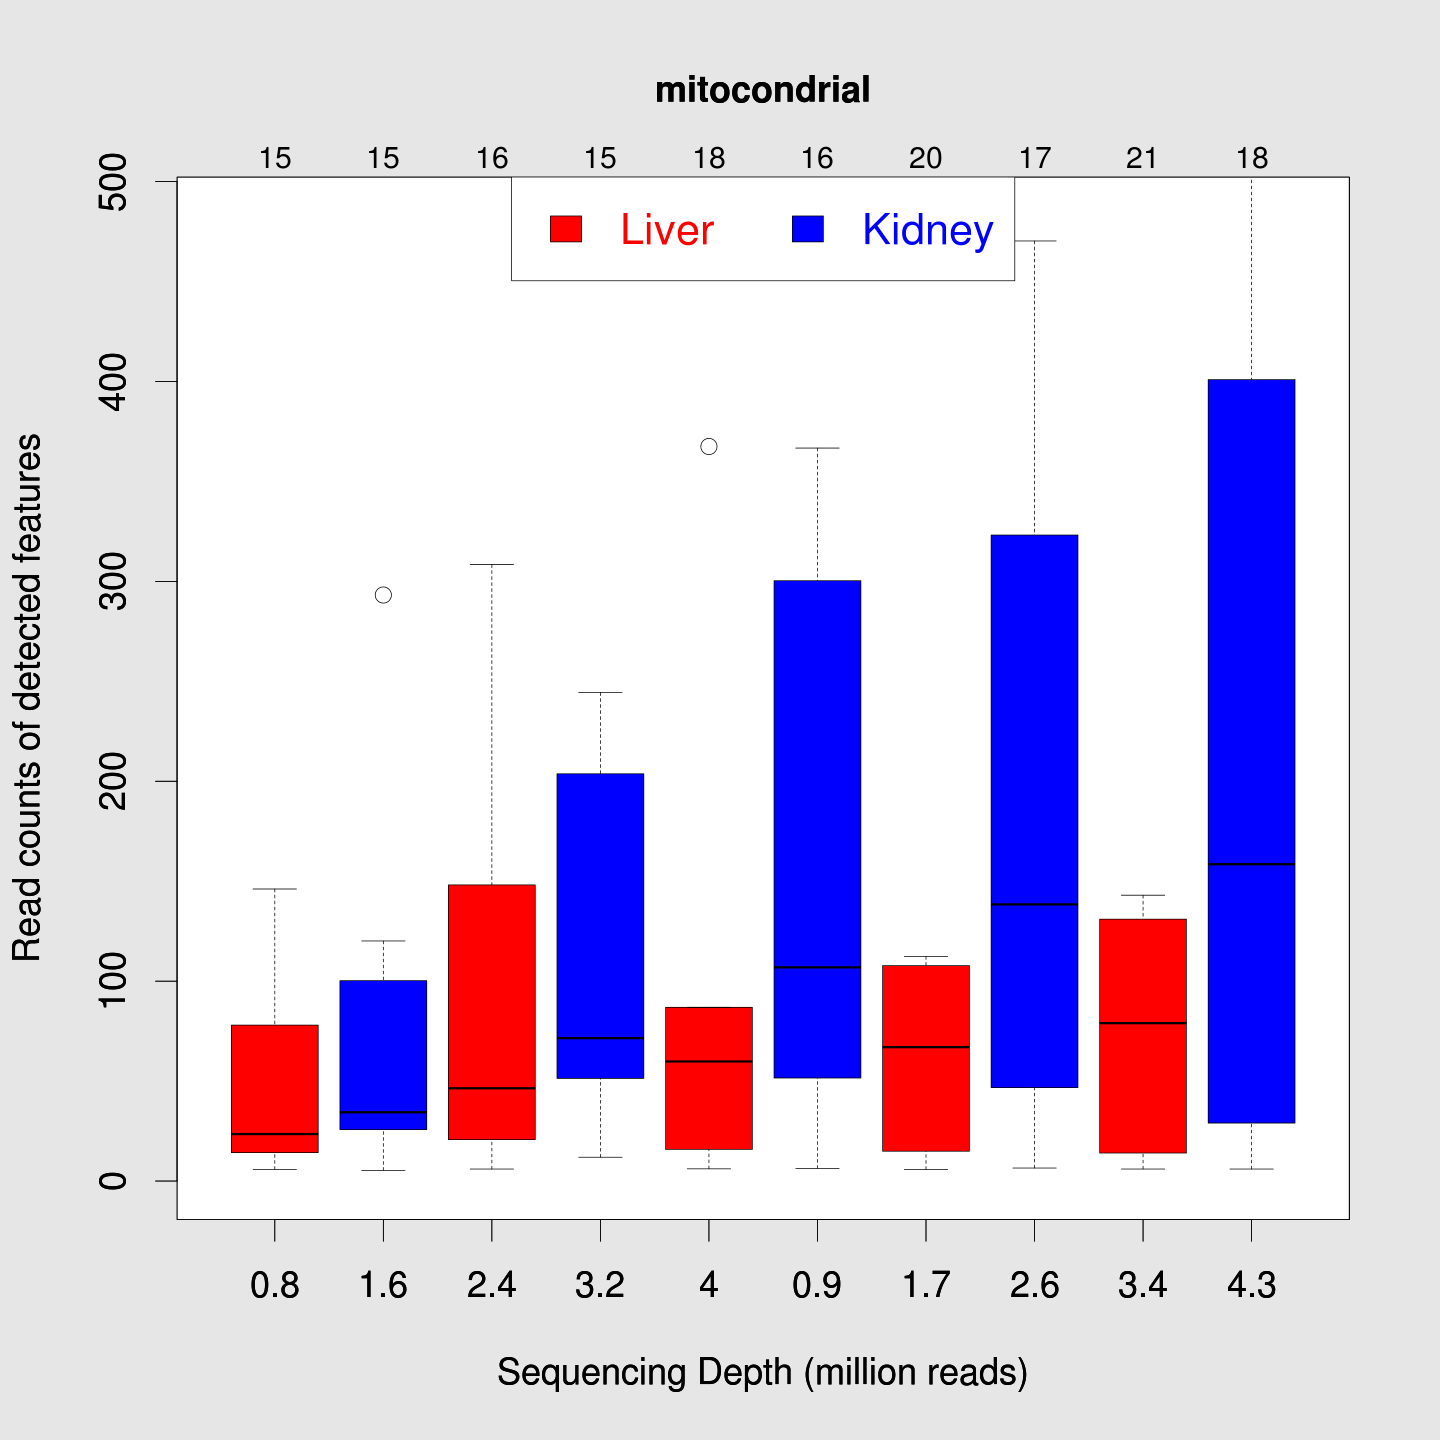 mitocondrial
15 15 16 15 18 16 20 17 21 18
Liver Kidney
500
400
300
200
100
0
Read counts of detected features
0.8 1.6 2.4 3.2 4 0.9 1.7 2.6 3.4 4.3
Sequencing Depth (million reads)